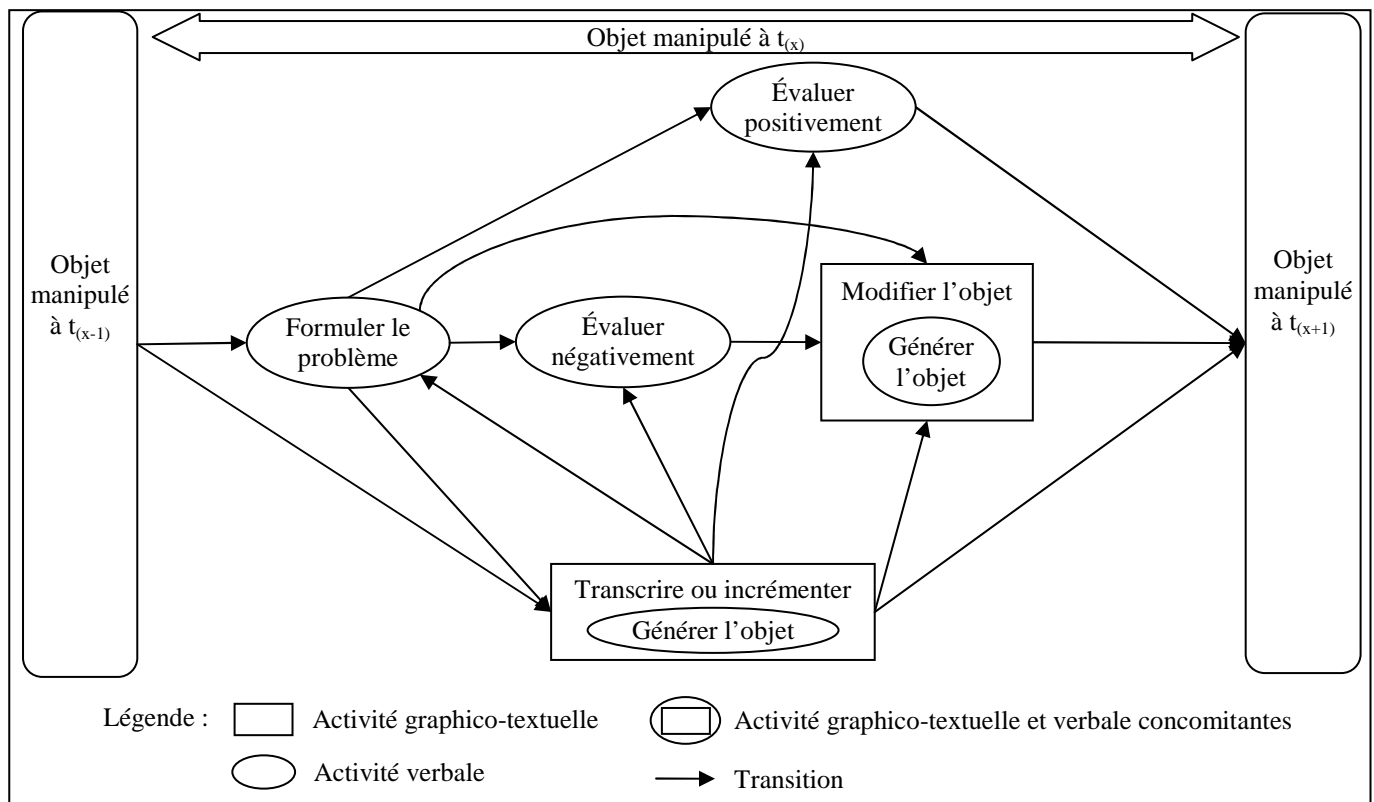 Objet manipulé à t(x)
Évaluer
positivement
Objet
manipulé
à t(x-1)
Formuler le
problème
Évaluer
négativement
Modifier l’objet
Générer
l’objet
Objet
manipulé
à t(x+1)
Transcrire ou incrémenter
Générer l’objet
Légende :
Activité graphico-textuelle
Activité graphico-textuelle et verbale concomitantes
Activité verbale
Transition